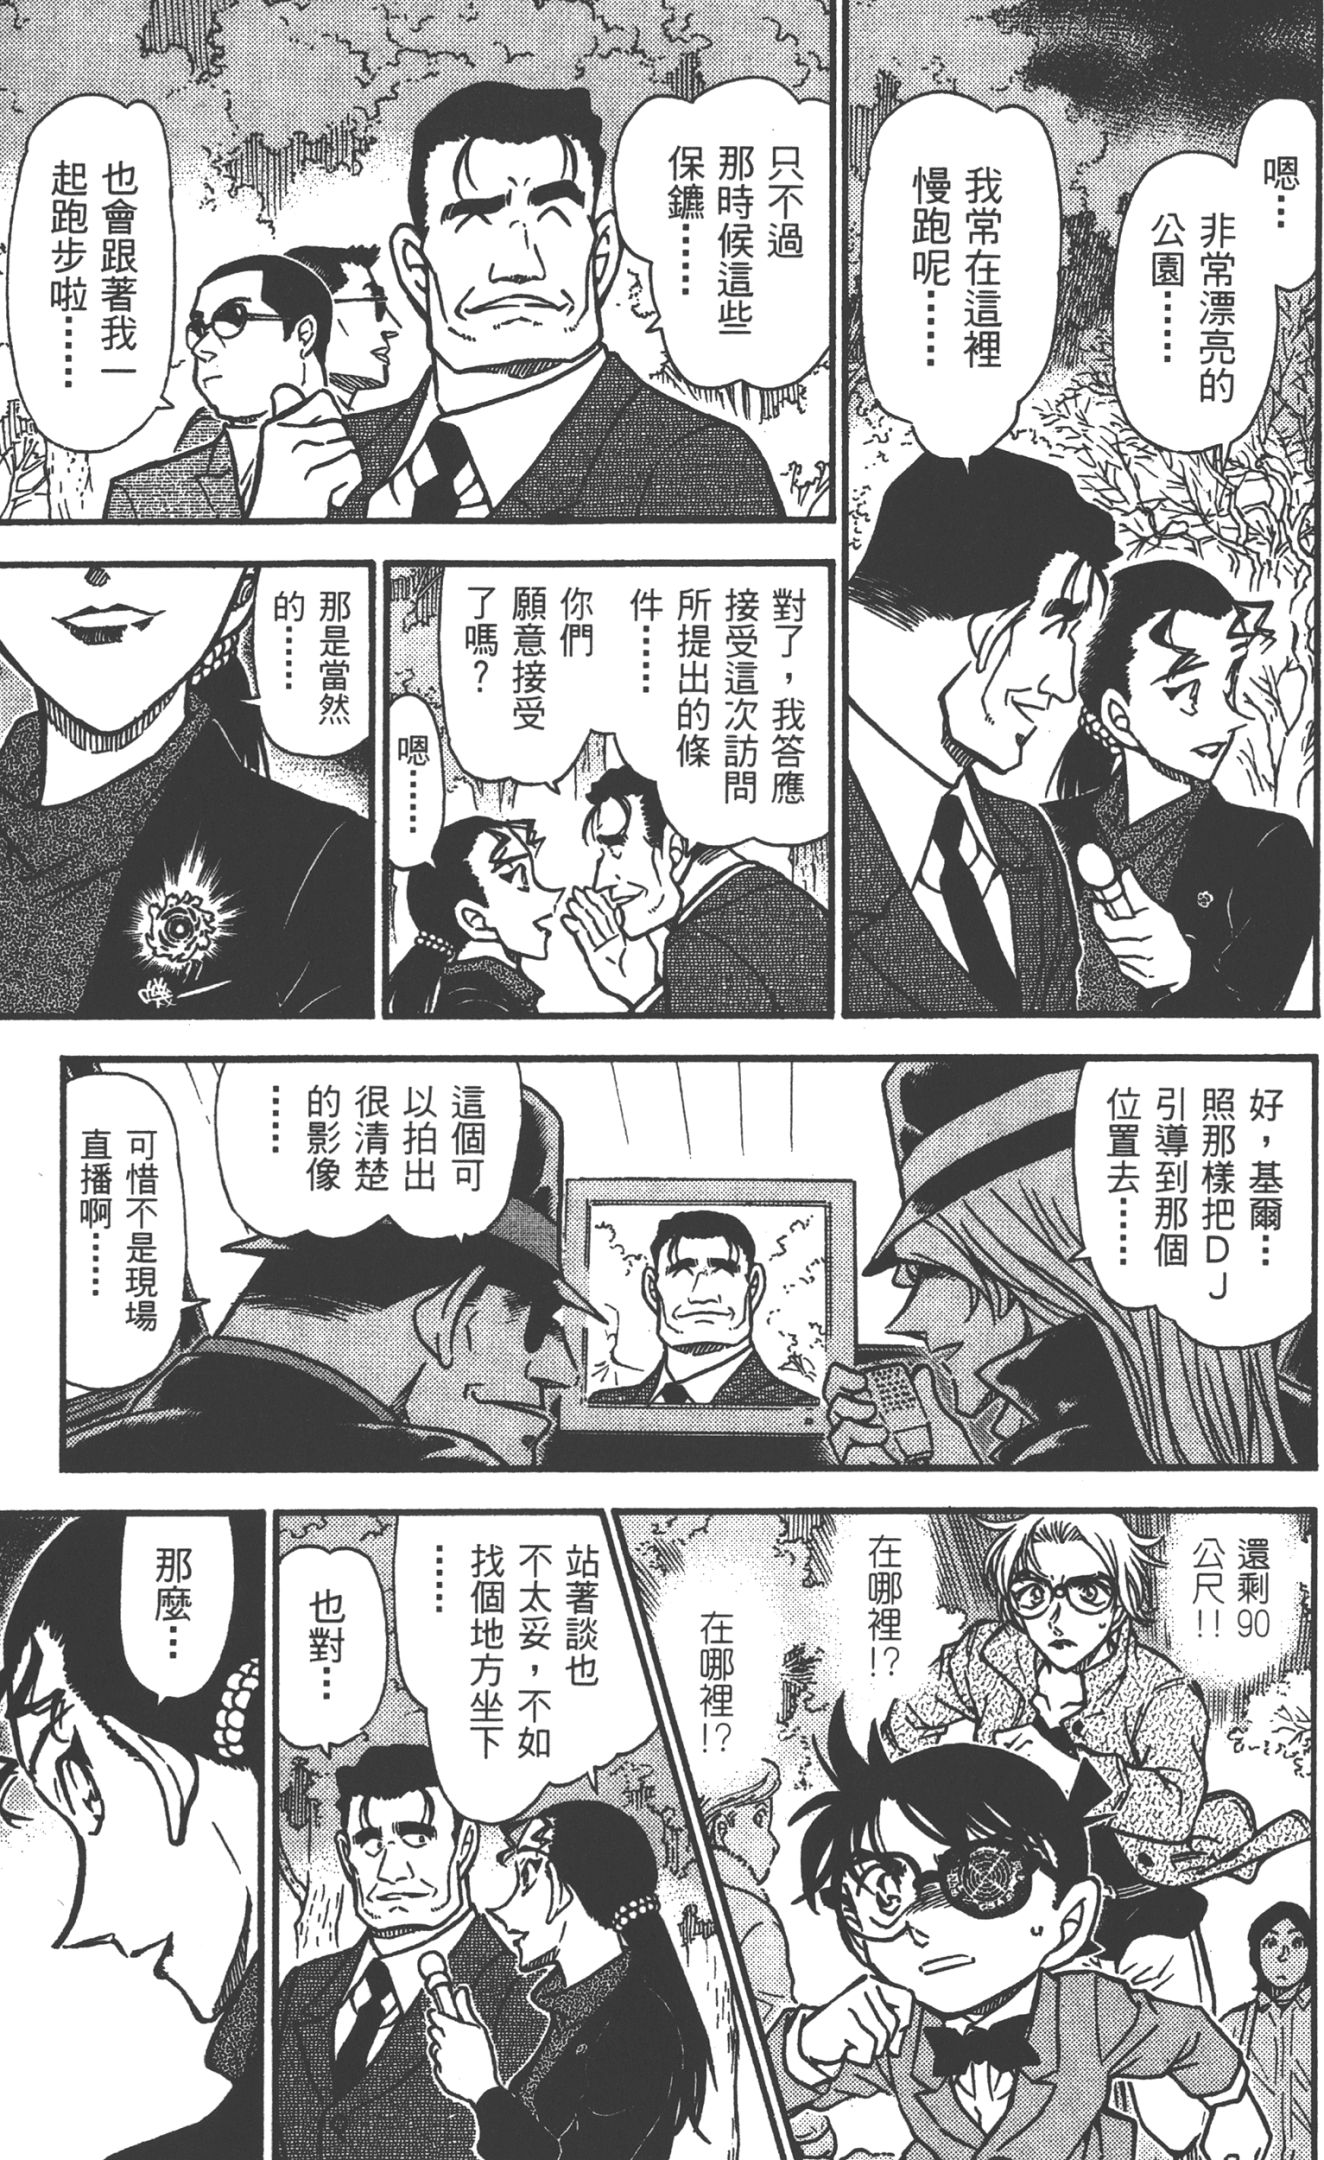 嗯…
非常漂亮的
公園……
我常在這裡
慢跑呢……
只不過
那時候這些
保鑣……
也會跟著我一
起跑步啦……
對了，我答應
接受這次訪問
所提出的條
件……
你們
願意接受
了嗎？
嗯……
那是當然
的……
好，基爾…
照那樣把DJ
引導到那個
位置去……
這個可
以拍出
很清楚
的影像
……
可惜不是現場
直播啊……
還剩90
公尺!!
在哪裡!?
在哪裡!?
站著談也
不太妥，不如
找個地方坐下
……
也對…
那麼…